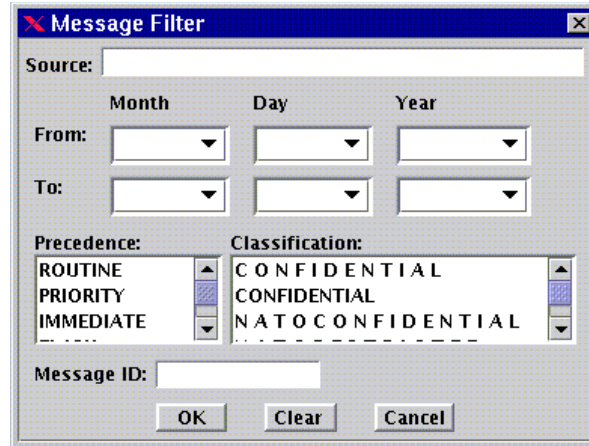 Message Filter
Source:
Month Day Year
From:
To:
Precedence: Classification:
ROUTINE C O N F I D E N T I A L
PRIORITY CONFIDENTIAL
IMMEDIATE N A T O C O N F I D E N T I A L
Message ID:
OK Clear Cancel